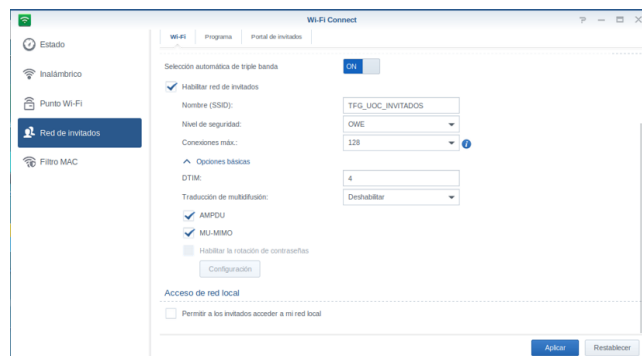 Wi-Fi Connect
Estado
Inalámbrico
Punto Wi-Fi
Red de invitados
Filtro MAC
Wi-Fi Programa Portal de invitados
Selección automática de triple banda ON
Habilitar red de invitados
Nombre (SSID): TFG_UOC_INVITADOS
Nivel de seguridad: OWE
Conexiones máx.: 128
Opciones básicas
DTIM: 4
Traducción de multidifusión: Deshabilitar
AMPDU
MU-MIMO
Habilitar la rotación de contraseñas
Configuración
Acceso de red local
Permitir a los invitados acceder a mi red local
Aplicar Restablecer